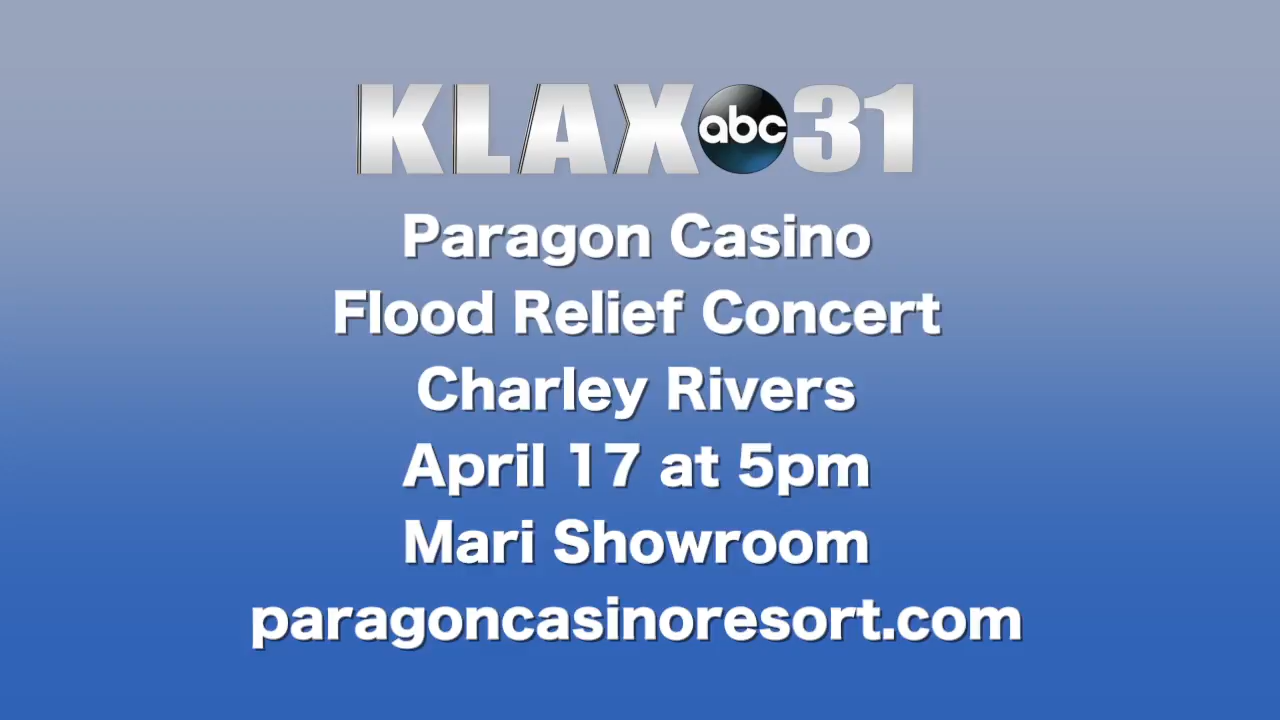 KLAX abc 31
Paragon Casino
Flood Relief Concert
Charley Rivers
April 17 at 5pm
Mari Showroom
paragoncasinoresort.com